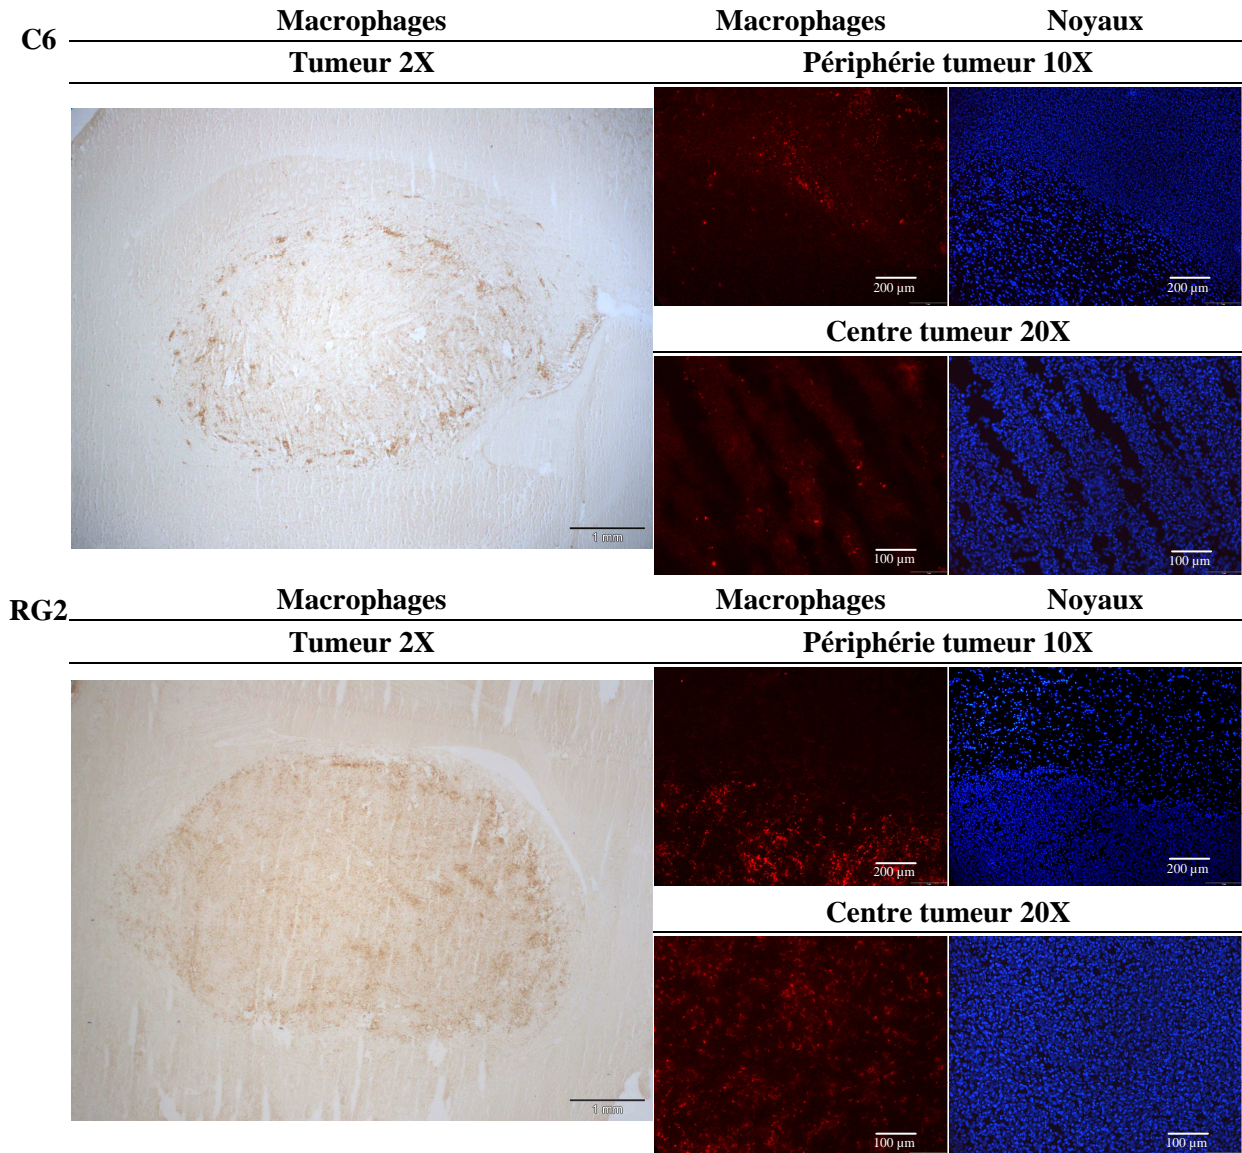 C6
Macrophages
Macrophages
Noyaux
Tumeur 2X
Périphérie tumeur 10X
1 mm
200 µm
200 µm
Centre tumeur 20X
100 µm
100 µm
RG2
Macrophages
Macrophages
Noyaux
Tumeur 2X
Périphérie tumeur 10X
1 mm
200 µm
200 µm
Centre tumeur 20X
100 µm
100 µm